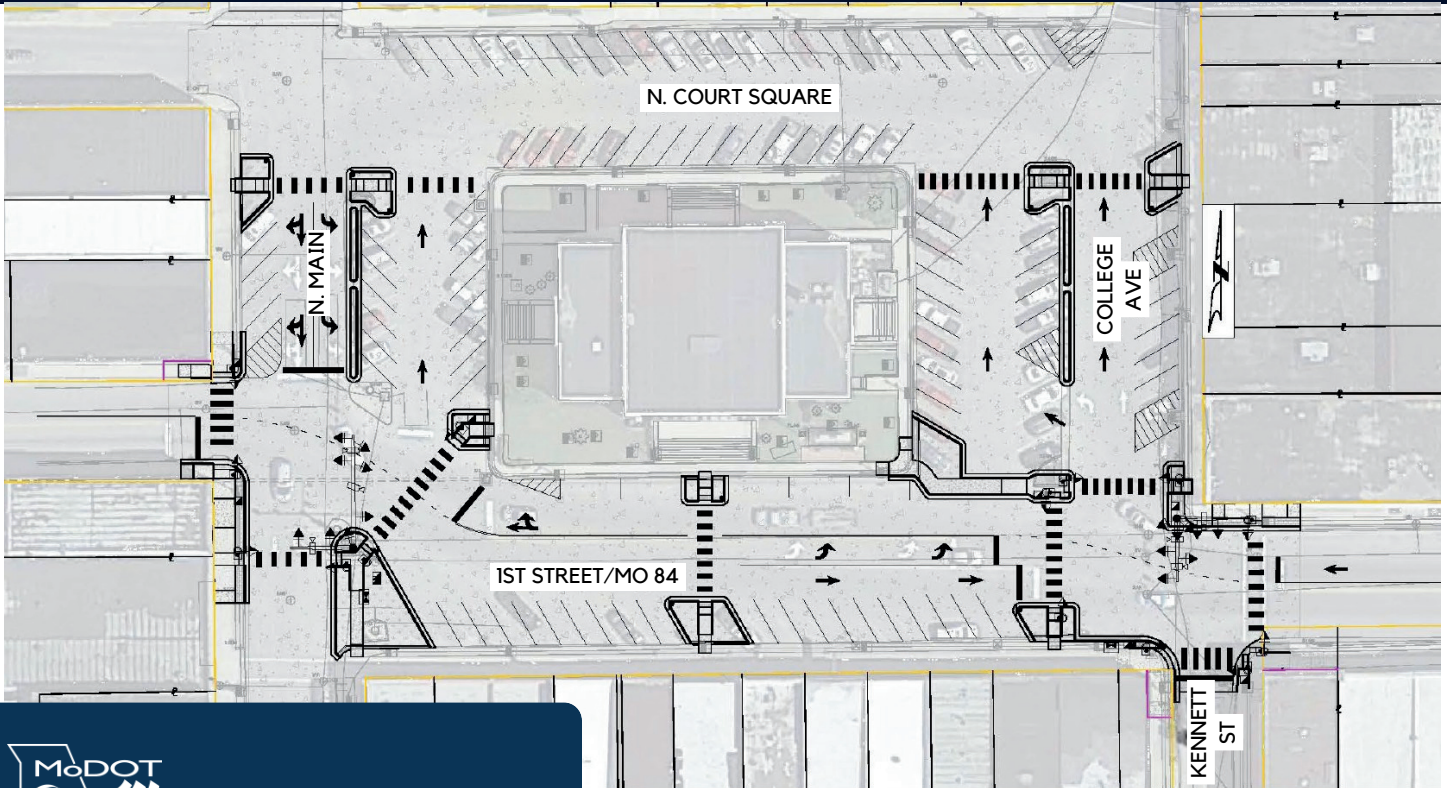 N. COURT SQUARE
N. MAIN
COLLEGE
AVE
1ST STREET/MO 84
KENNETT
ST
MoDOT